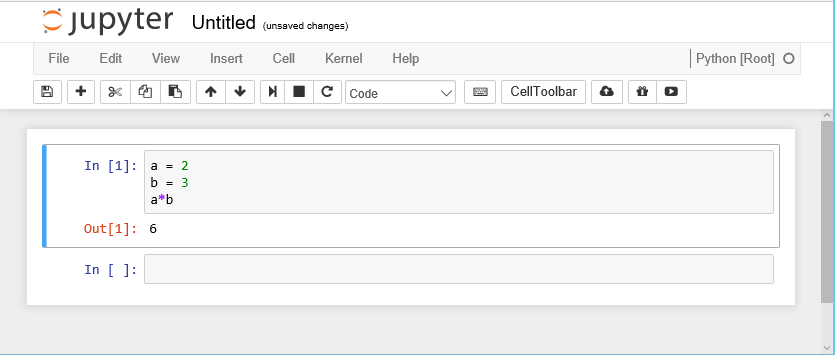 jupyter Untitled (unsaved changes)
File Edit View Insert Cell Kernel Help Python [Root]
Code CellToolbar
In [1]: a = 2
b = 3
a*b
Out[1]: 6
In [ ]: